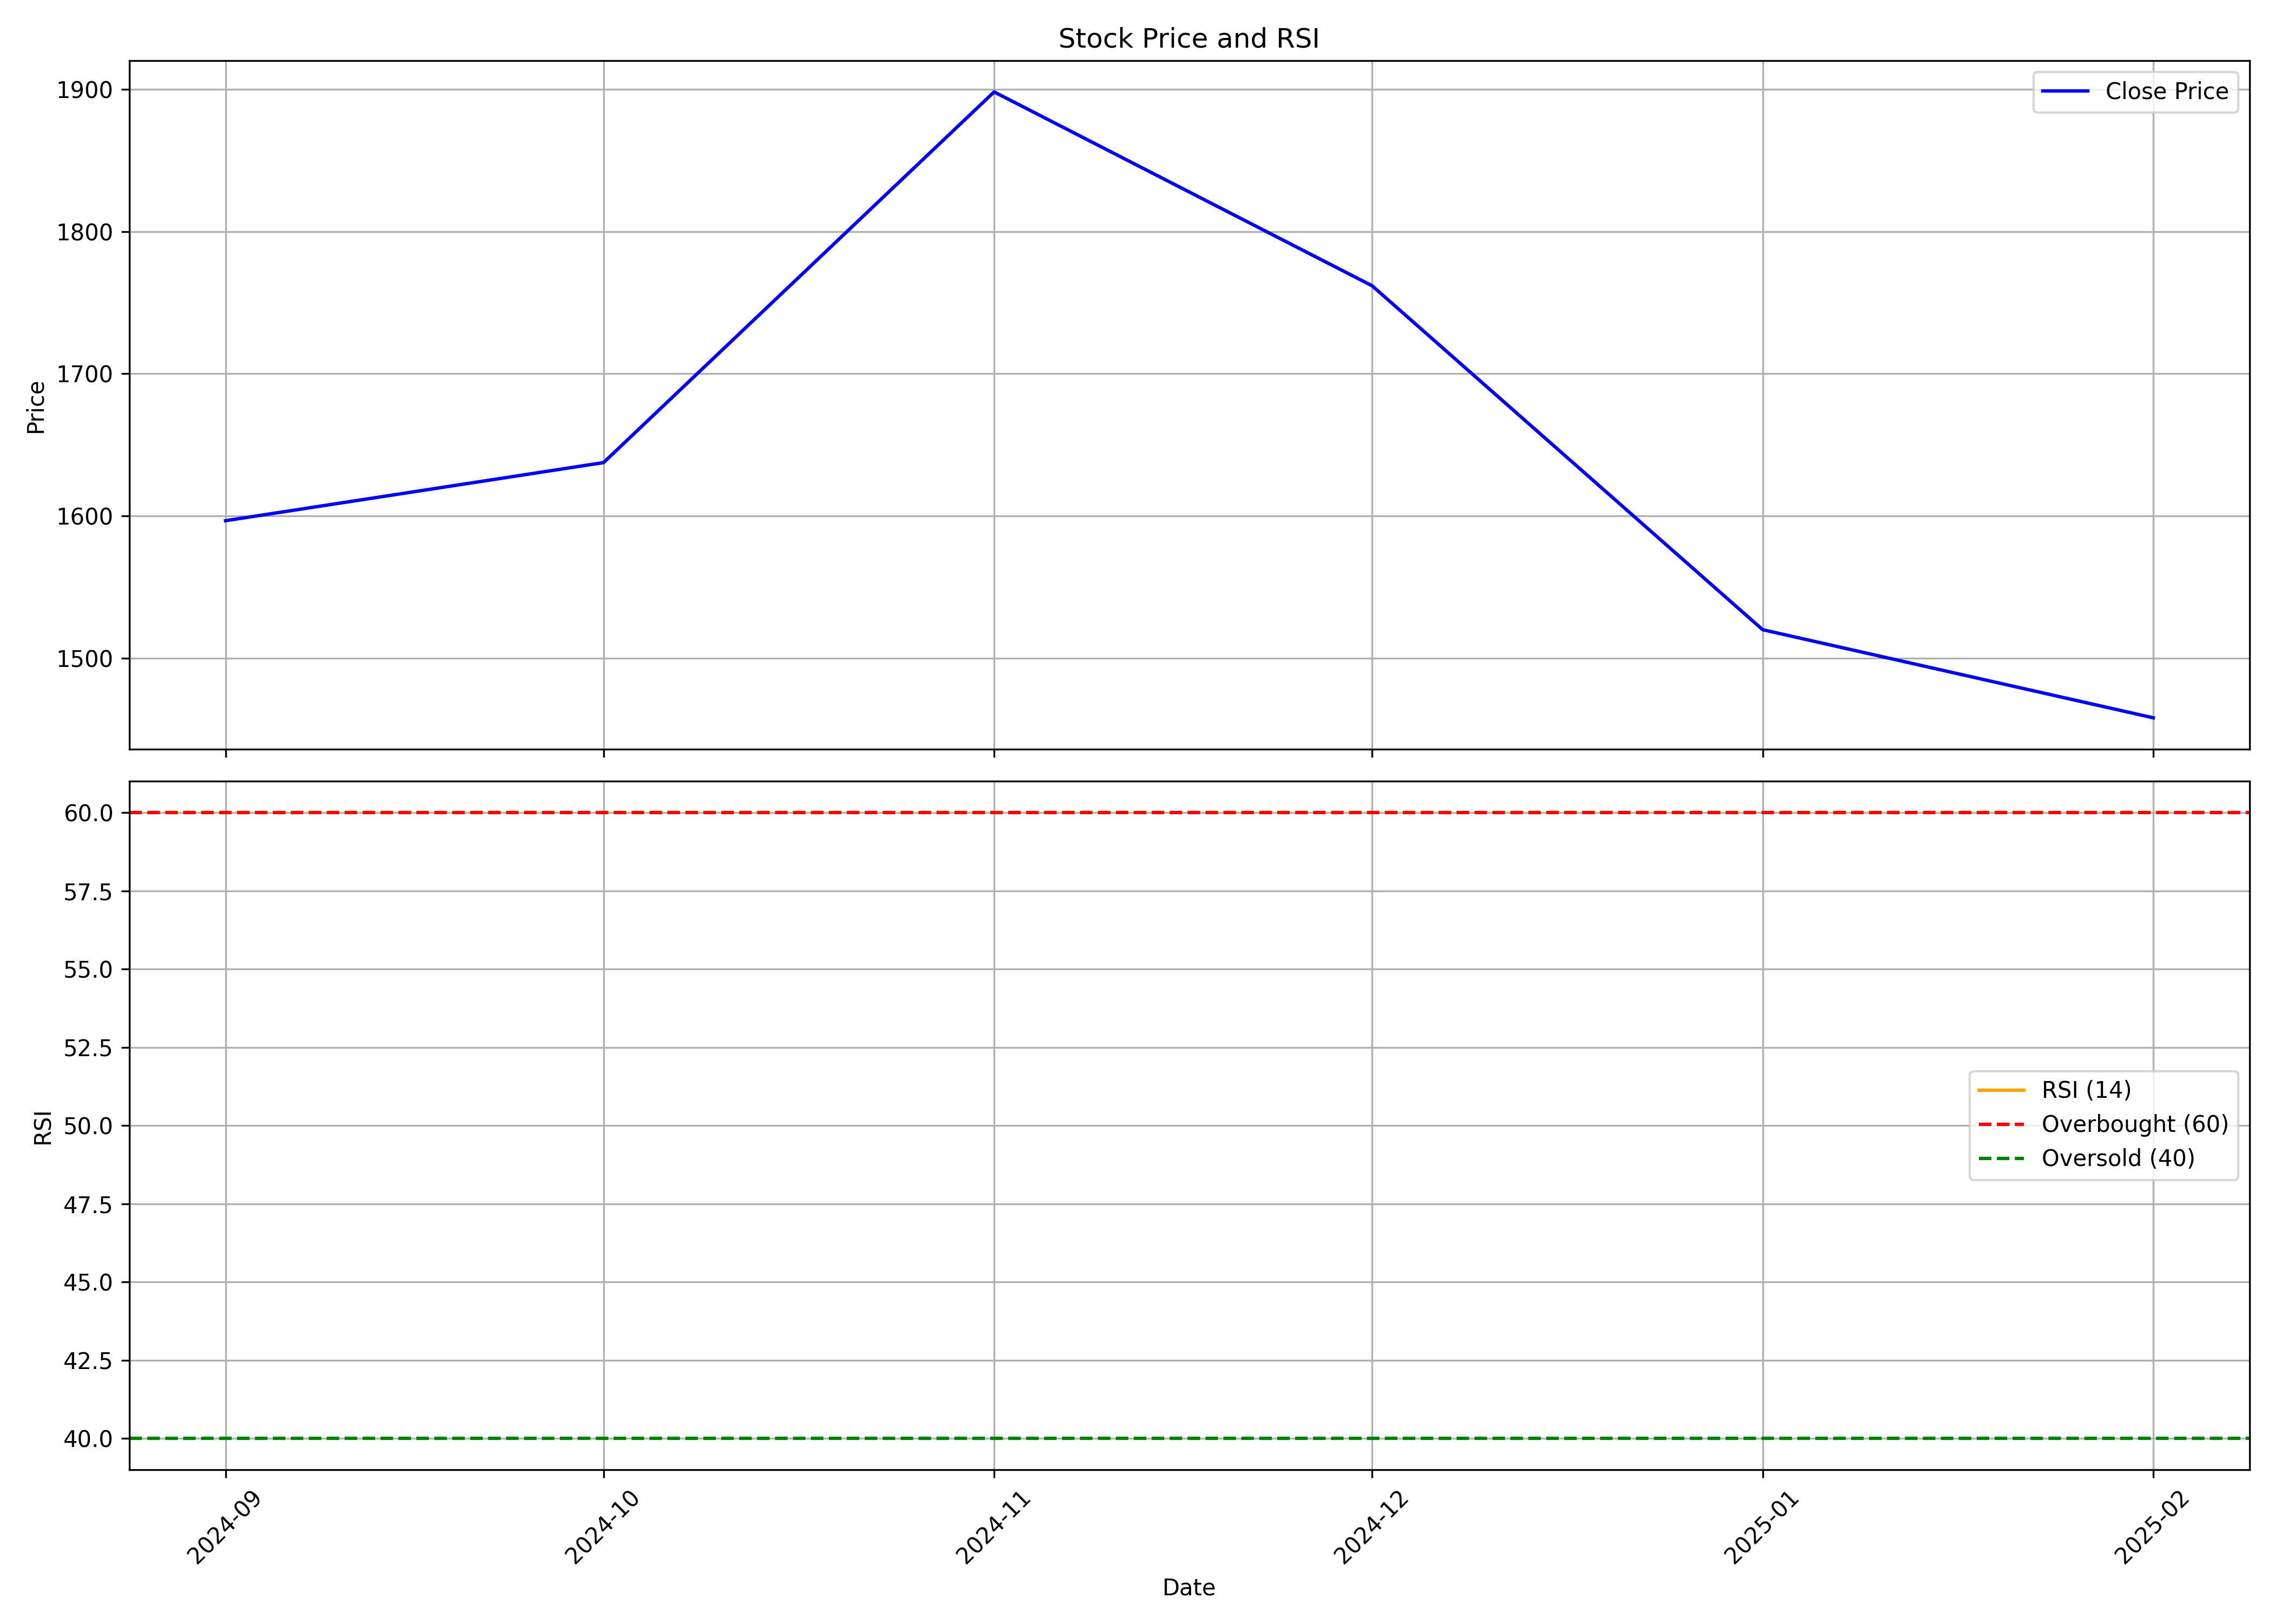 Stock Price and RSI
1900
1800
1700
1600
1500
Price
Close Price
60.0
57.5
55.0
52.5
50.0
47.5
45.0
42.5
40.0
RSI
RSI (14)
Overbought (60)
Oversold (40)
2024-09
2024-10
2024-11
2024-12
2025-01
2025-02
Date